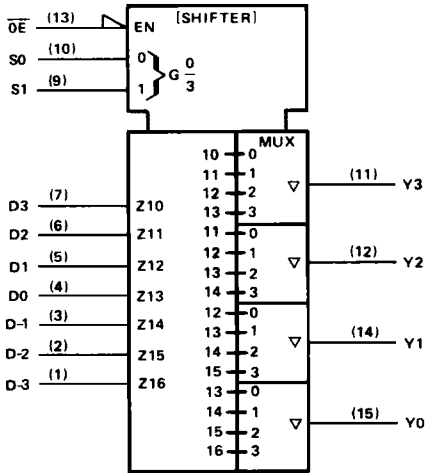 [SHIFTER]
OE (13) EN
S0 (10) 0
S1 (9) 1
G 0/3
MUX
10 0
11 1
12 2
13 3
(11) Y3
11 0
12 1
13 2
14 3
(12) Y2
12 0
13 1
14 2
15 3
(14) Y1
13 0
14 1
15 2
16 3
(15) Y0
D3 (7) Z10
D2 (6) Z11
D1 (5) Z12
D0 (4) Z13
D-1 (3) Z14
D-2 (2) Z15
D-3 (1) Z16